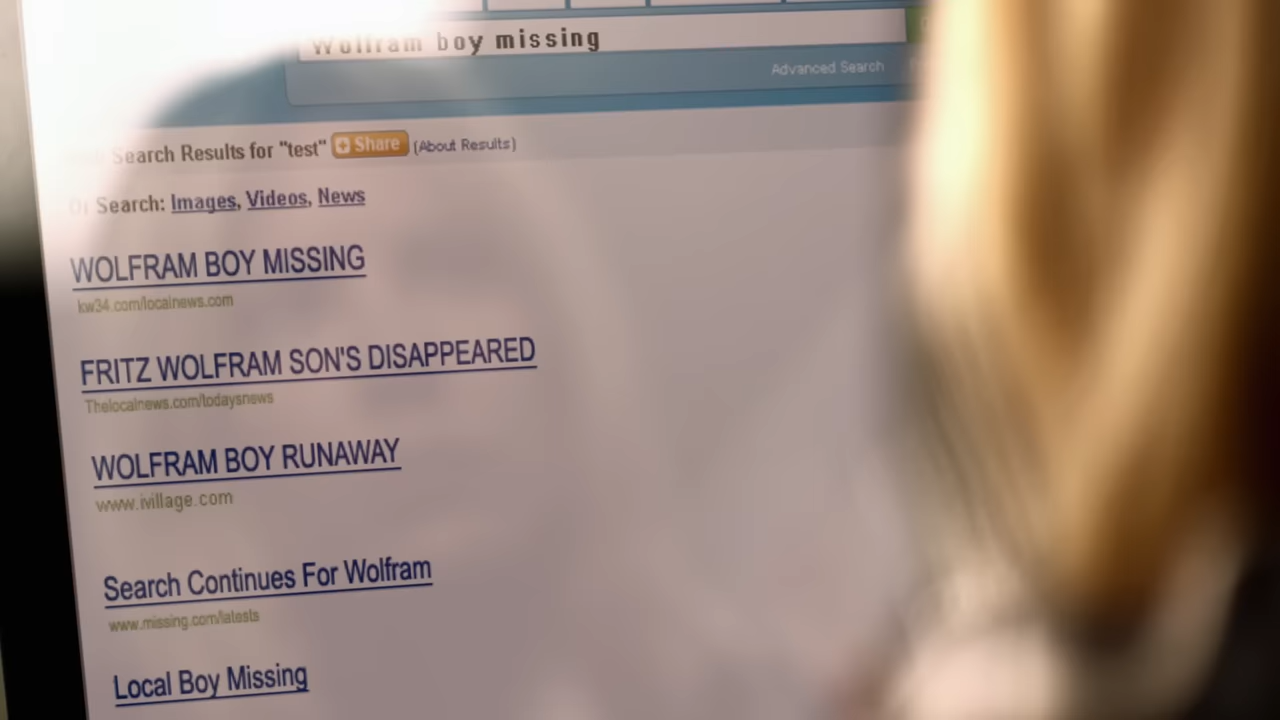 Wolfram boy missing
Advanced Search
Search Results for "test" Share (About Results)
Or Search: Images, Videos, News
WOLFRAM BOY MISSING
kw34.com/localnews.com
FRITZ WOLFRAM SON'S DISAPPEARED
Thelocalnews.com/todaysnews
WOLFRAM BOY RUNAWAY
www.ivillage.com
Search Continues For Wolfram
www.missing.com/latests
Local Boy Missing